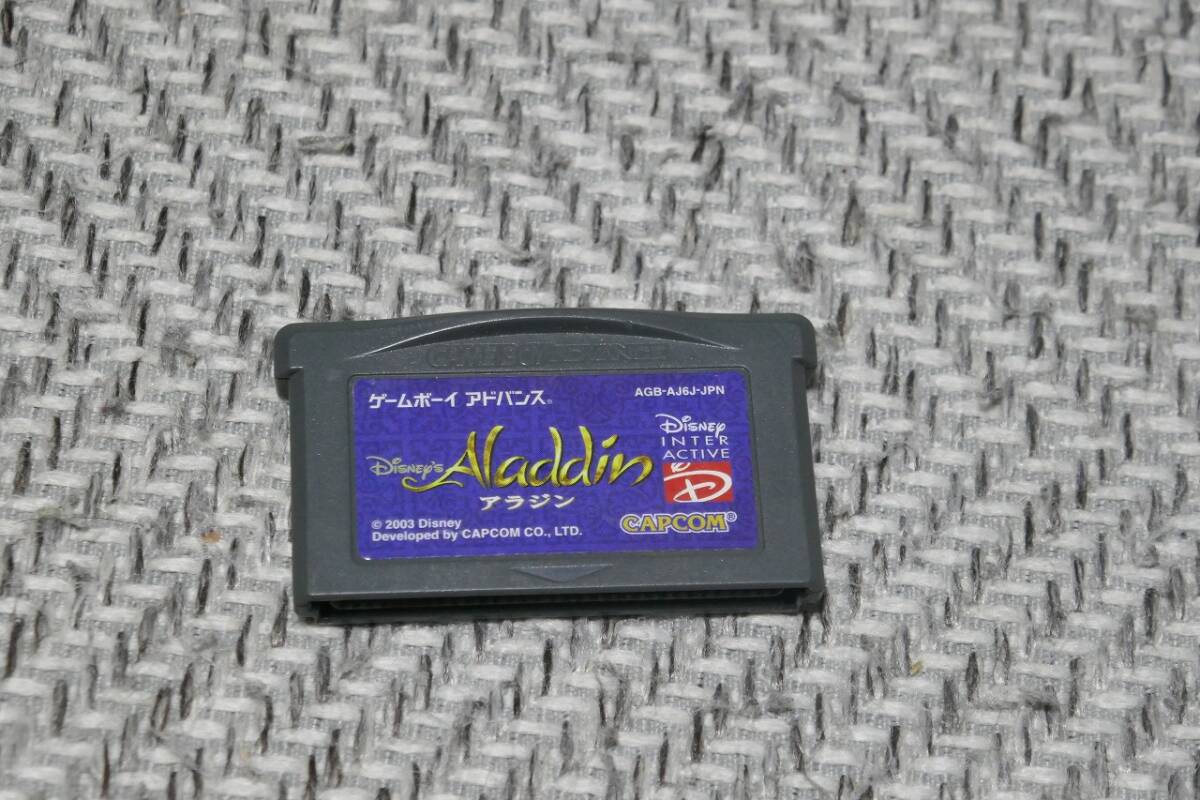 GAME BOY ADVANCE
ゲームボーイ アドバンス®
AGB-AJ6J-JPN
Disney's Aladdin
アラジン
Disney
INTER
ACTIVE
D
© 2003 Disney
Developed by CAPCOM CO., LTD.
CAPCOM®